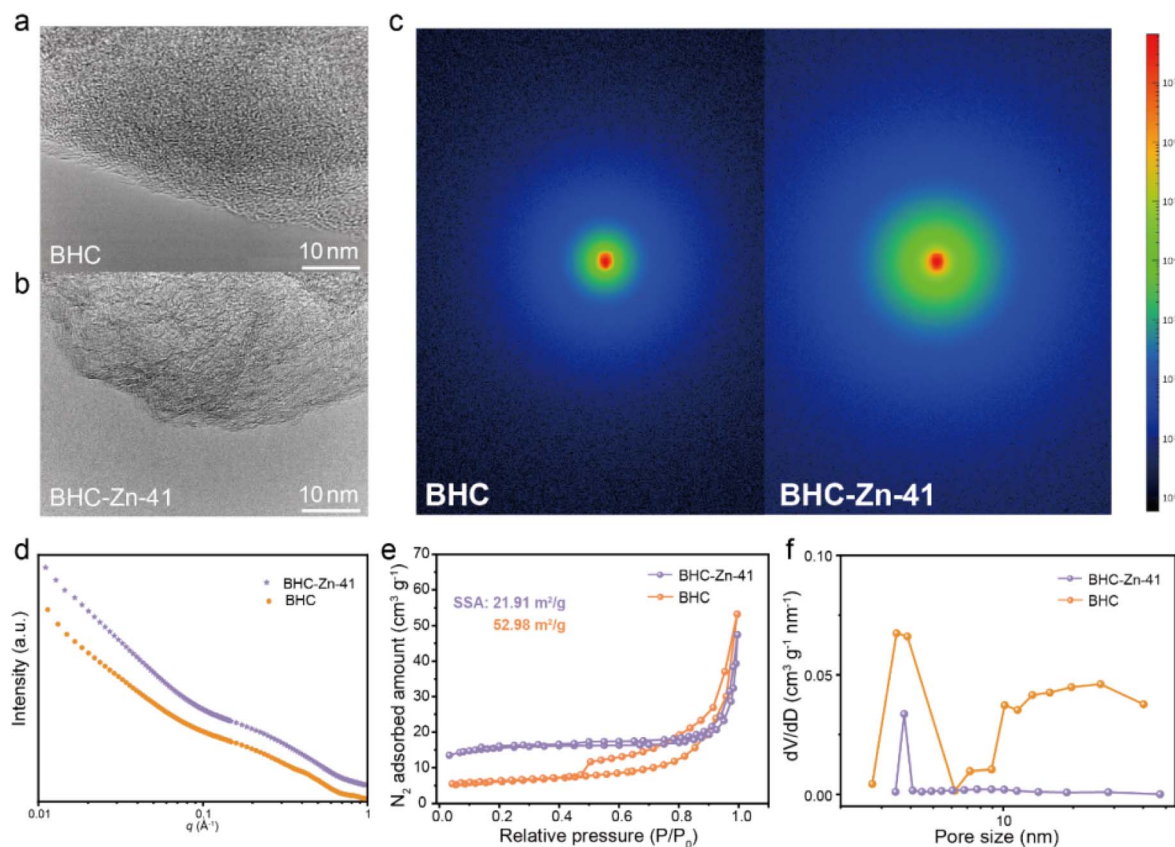 a
BHC
10 nm
b
BHC-Zn-41
10 nm
c
BHC
BHC-Zn-41
d
BHC-Zn-41
BHC
Intensity (a.u.)
0.01
0.1
1
q (Å⁻¹)
e
70
60
50
40
30
20
10
0
N₂ adsorbed amount (cm³ g⁻¹)
SSA: 21.91 m²/g
52.98 m²/g
BHC-Zn-41
BHC
0.0 0.2 0.4 0.6 0.8 1.0
Relative pressure (P/P₀)
f
0.10
0.05
0.00
dV/dD (cm³ g⁻¹ nm⁻¹)
BHC-Zn-41
BHC
10
Pore size (nm)